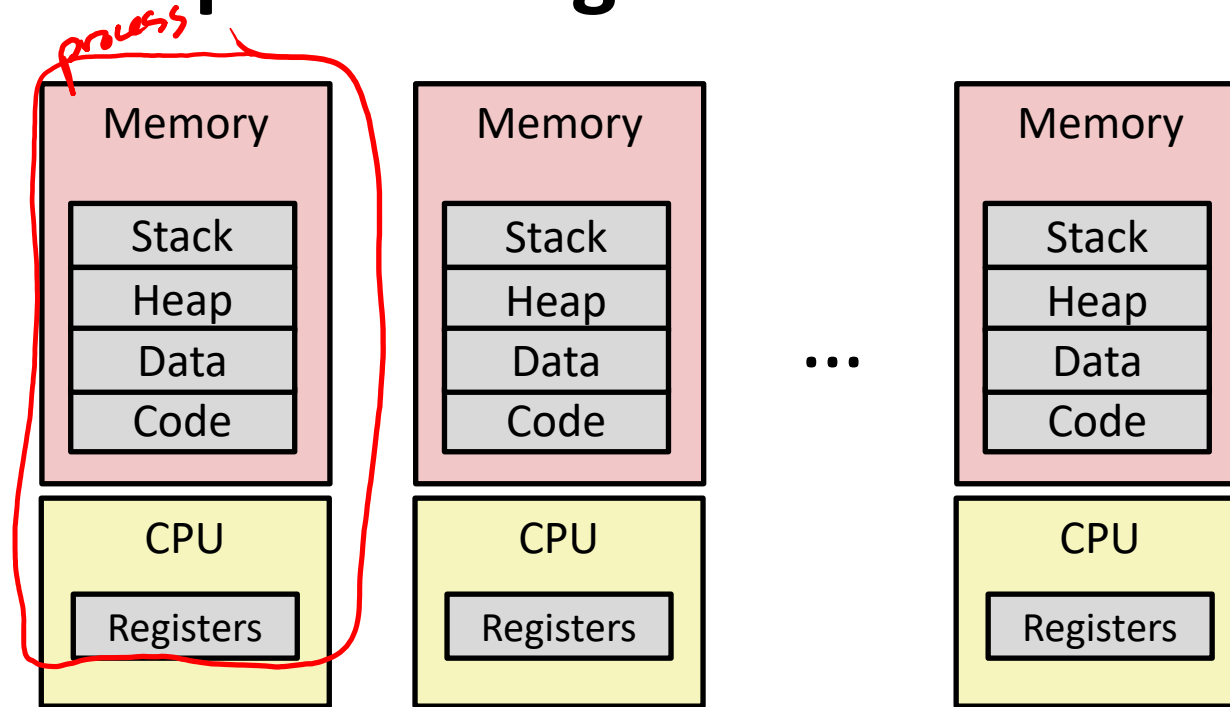 process
Memory Memory Memory
Stack Stack Stack
Heap Heap Heap
Data Data ... Data
Code Code Code
CPU CPU CPU
Registers Registers Registers